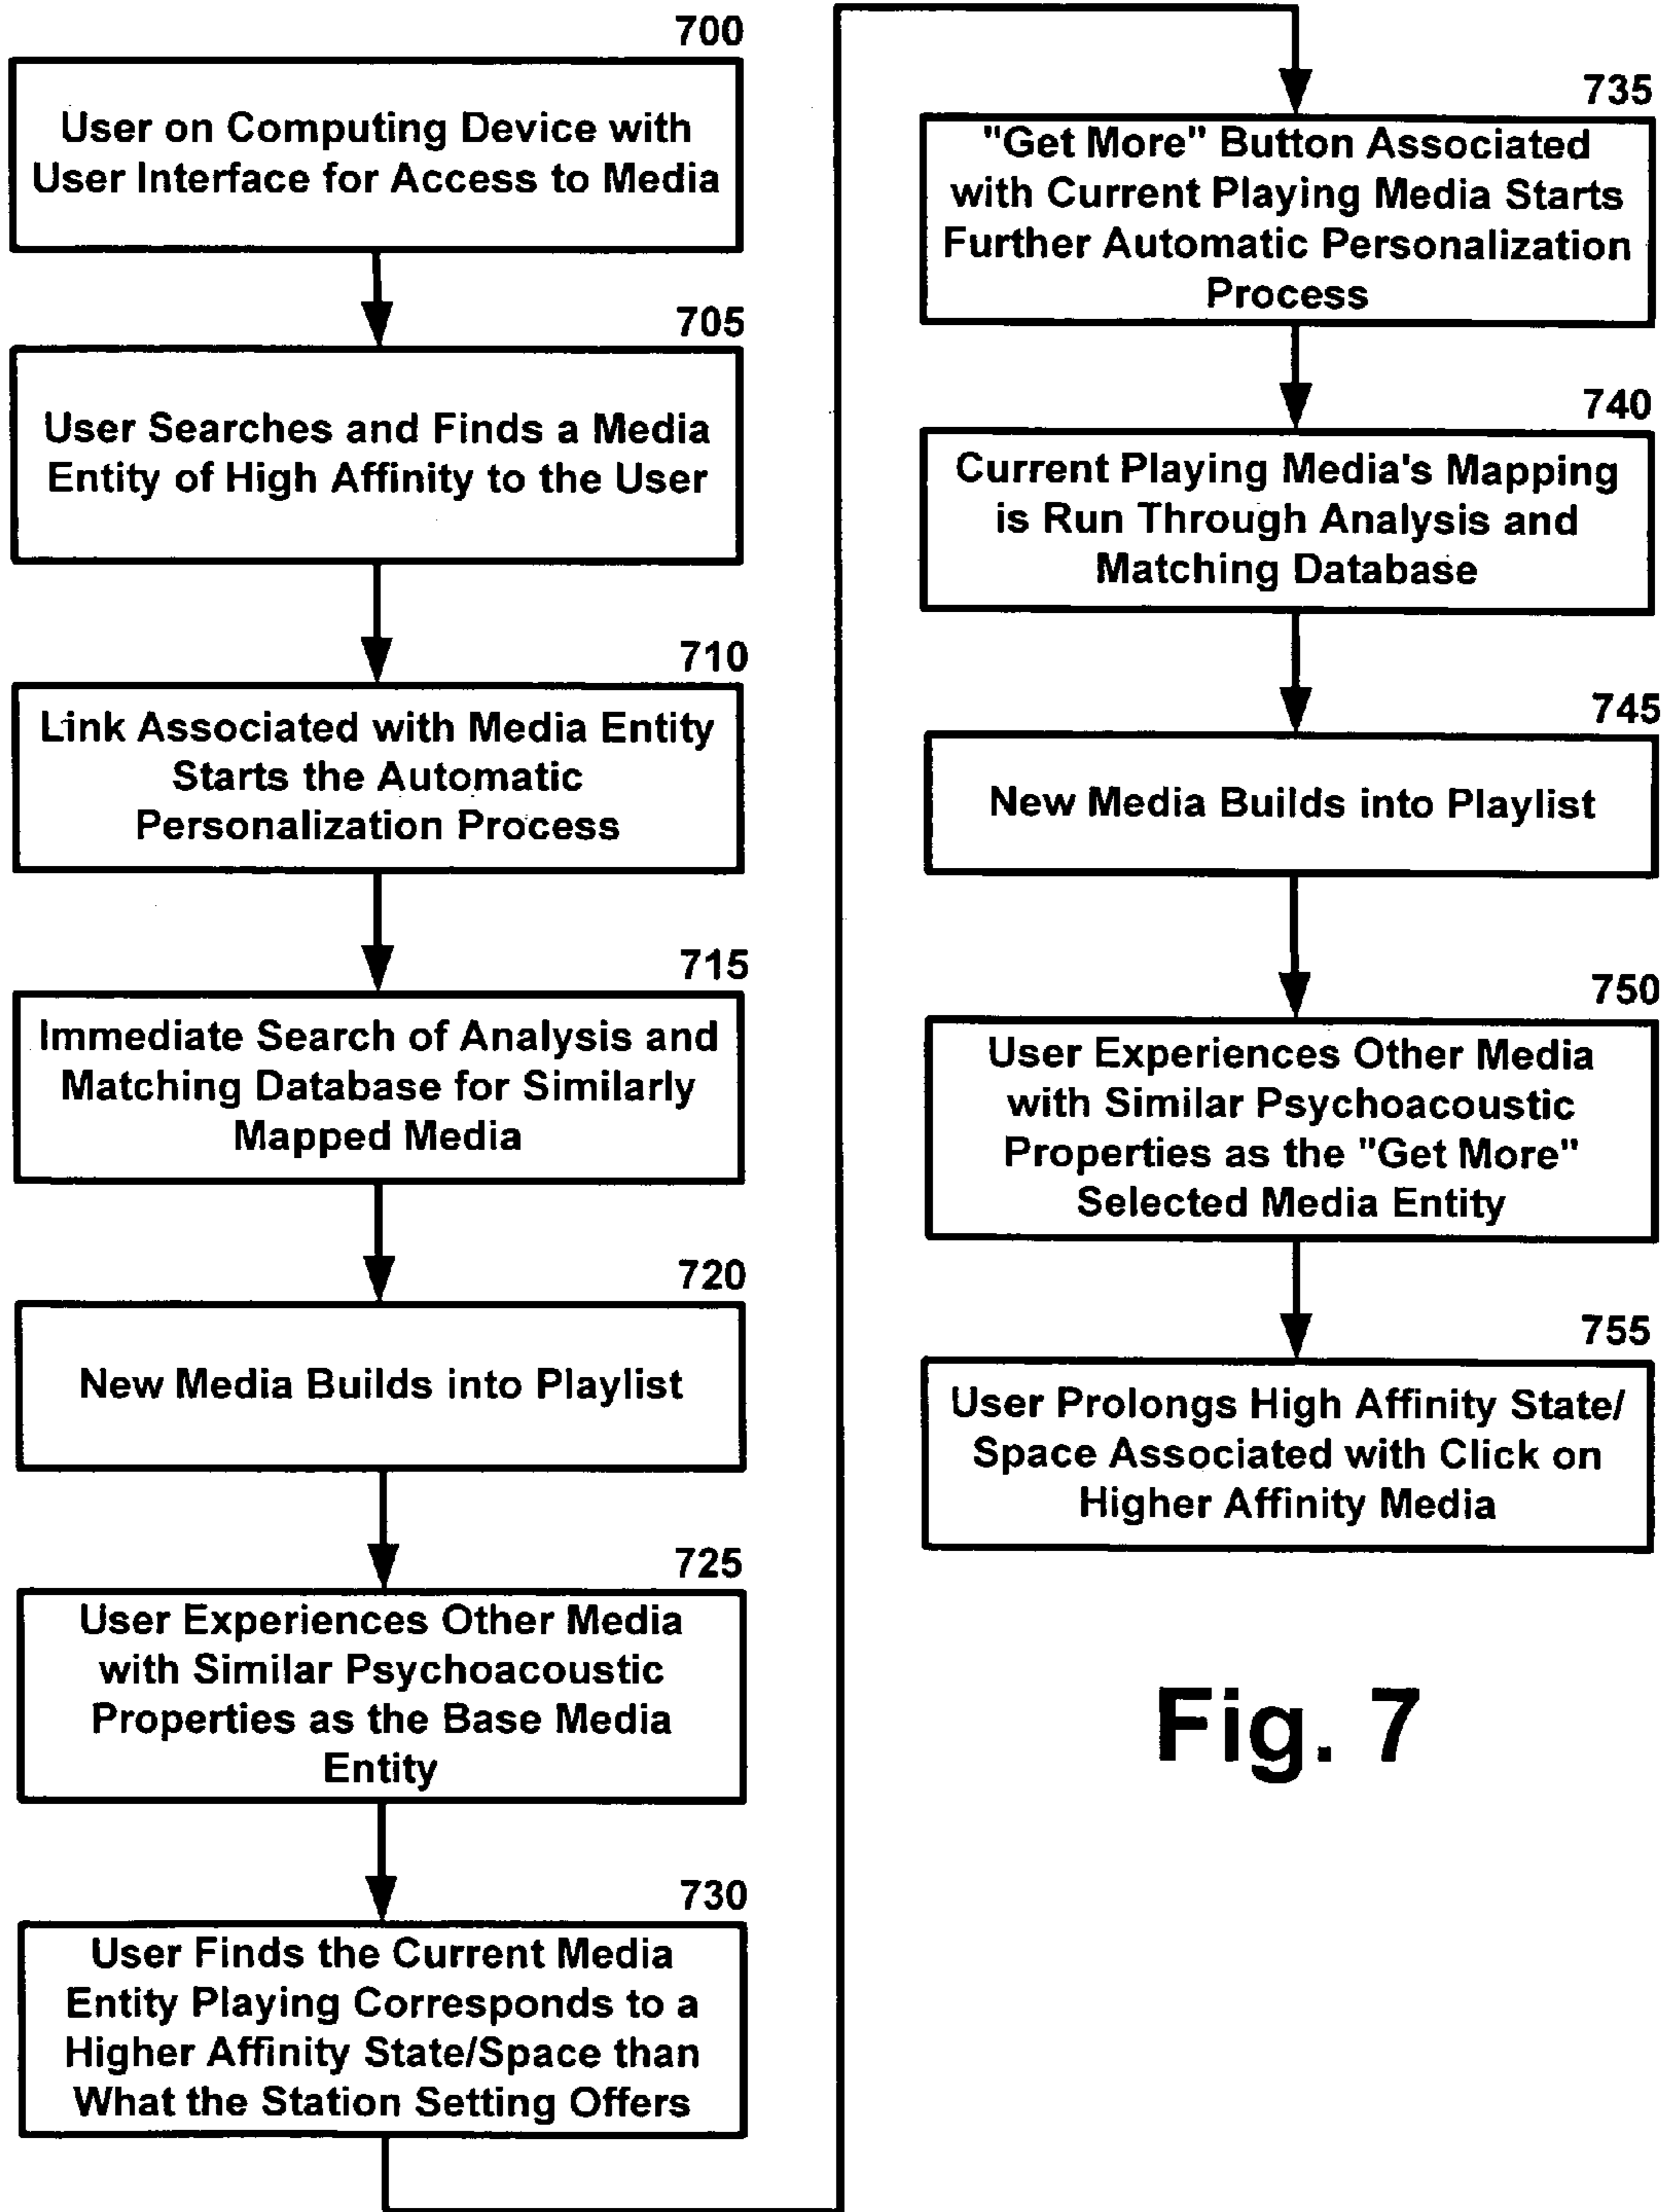 700
User on Computing Device with
User Interface for Access to Media
705
User Searches and Finds a Media
Entity of High Affinity to the User
710
Link Associated with Media Entity
Starts the Automatic
Personalization Process
715
Immediate Search of Analysis and
Matching Database for Similarly
Mapped Media
720
New Media Builds into Playlist
725
User Experiences Other Media
with Similar Psychoacoustic
Properties as the Base Media
Entity
730
User Finds the Current Media
Entity Playing Corresponds to a
Higher Affinity State/Space than
What the Station Setting Offers
735
"Get More" Button Associated
with Current Playing Media Starts
Further Automatic Personalization
Process
740
Current Playing Media's Mapping
is Run Through Analysis and
Matching Database
745
New Media Builds into Playlist
750
User Experiences Other Media
with Similar Psychoacoustic
Properties as the "Get More"
Selected Media Entity
755
User Prolongs High Affinity State/
Space Associated with Click on
Higher Affinity Media
Fig. 7